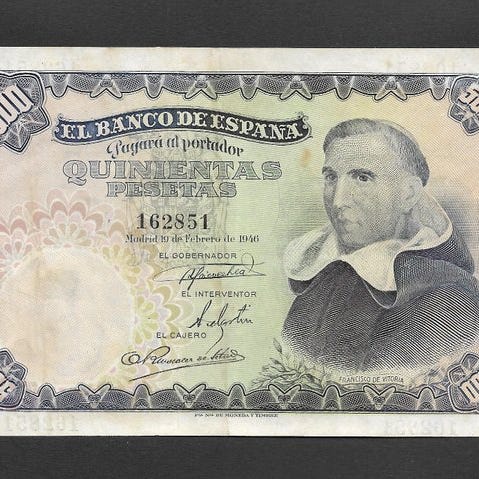 EL BANCO DE ESPAÑA
Pagará al portador
QUINIENTAS
PESETAS
162851
Madrid 19 de Febrero de 1946
EL GOBERNADOR
EL INTERVENTOR
EL CAJERO
FRANCISCO DE VITORIA